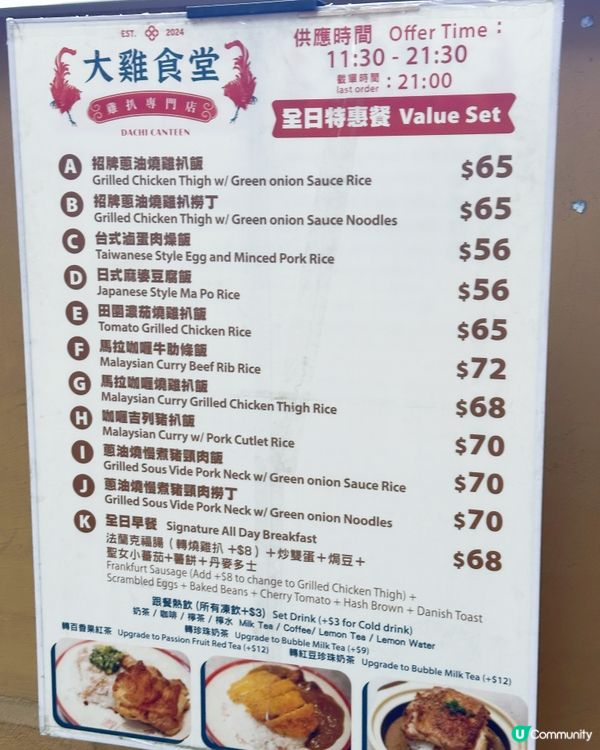 EST. 2024
大雞食堂
雞扒專門店
DACHI CANTEEN
供應時間 Offer Time：
11:30 - 21:30
截單時間
last order：21:00
全日特惠餐 Value Set
A 招牌蔥油燒雞扒飯 $65
Grilled Chicken Thigh w/ Green onion Sauce Rice
B 招牌蔥油燒雞扒撈丁 $65
Grilled Chicken Thigh w/ Green onion Sauce Noodles
C 台式滷蛋肉燥飯 $56
Taiwanese Style Egg and Minced Pork Rice
D 日式麻婆豆腐飯 $56
Japanese Style Ma Po Rice
E 田園濃茄燒雞扒飯 $65
Tomato Grilled Chicken Rice
F 馬拉咖喱牛肋條飯 $72
Malaysian Curry Beef Rib Rice
G 馬拉咖喱燒雞扒飯 $68
Malaysian Curry Grilled Chicken Thigh Rice
H 咖喱吉列豬扒飯 $70
Malaysian Curry w/ Pork Cutlet Rice
I 蔥油燒慢煮豬頸肉飯 $70
Grilled Sous Vide Pork Neck w/ Green onion Sauce Rice
J 蔥油燒慢煮豬頸肉撈丁 $70
Grilled Sous Vide Pork Neck w/ Green onion Noodles
K 全日早餐 Signature All Day Breakfast $68
法蘭克福腸（轉燒雞扒 +$8）＋炒雙蛋＋焗豆＋
聖女小番茄＋薯餅＋丹麥多士
Frankfurt Sausage (Add +$8 to change to Grilled Chicken Thigh) +
Scrambled Eggs + Baked Beans + Cherry Tomato + Hash Brown + Danish Toast
跟餐熱飲 (所有凍飲+$3) Set Drink (+$3 for Cold drink)
奶茶 / 咖啡 / 檸茶 / 檸水 Milk Tea / Coffee/ Lemon Tea / Lemon Water
轉珍珠奶茶 Upgrade to Bubble Milk Tea (+$9)
轉百香果紅茶 Upgrade to Passion Fruit Red Tea (+$12)
轉紅豆珍珠奶茶 Upgrade to Bubble Milk Tea (+$12)
U Community